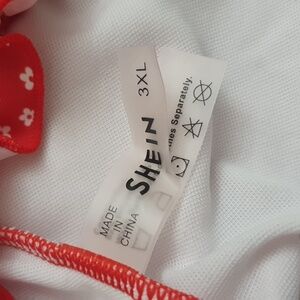 SHEIN 3XL
MADE
IN
CHINA
Separately.